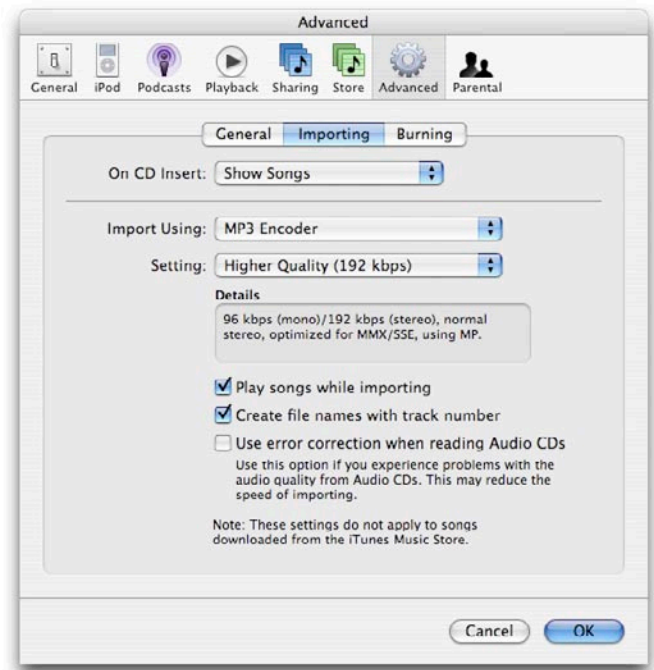 Advanced
General iPod Podcasts Playback Sharing Store Advanced Parental
General Importing Burning
On CD Insert: Show Songs
Import Using: MP3 Encoder
Setting: Higher Quality (192 kbps)
Details
96 kbps (mono)/192 kbps (stereo), normal
stereo, optimized for MMX/SSE, using MP.
Play songs while importing
Create file names with track number
Use error correction when reading Audio CDs
Use this option if you experience problems with the
audio quality from Audio CDs. This may reduce the
speed of importing.
Note: These settings do not apply to songs
downloaded from the iTunes Music Store.
Cancel OK